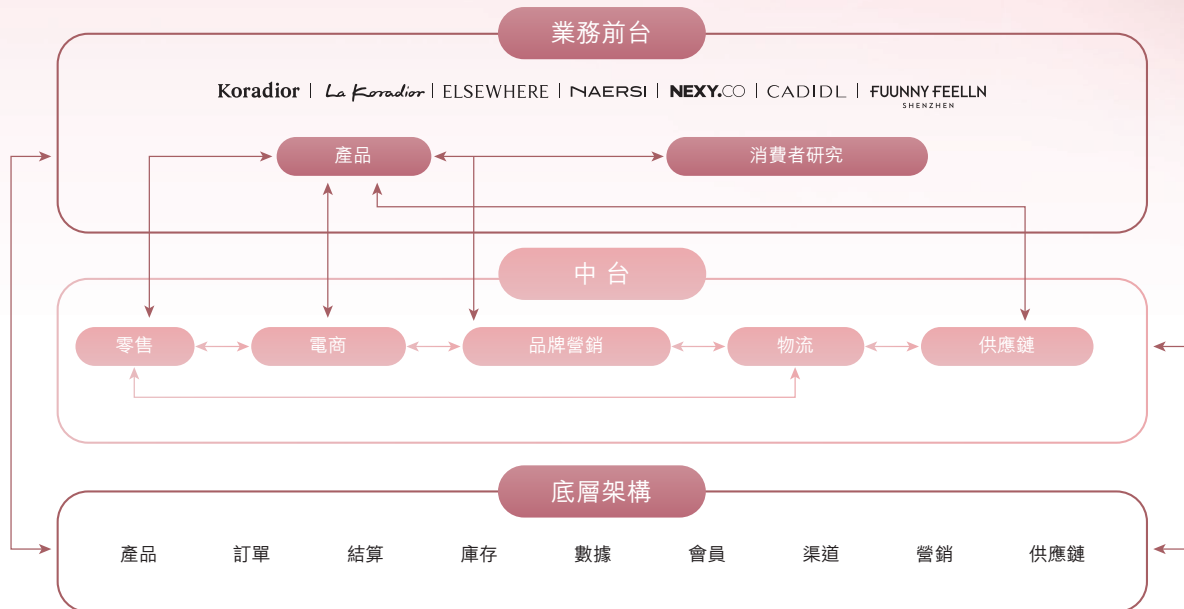 業務前台
Koradior | La Koradior | ELSEWHERE | NAERSI | NEXY.CO | CADIDL | FUUNNY FEELLN
SHENZHEN
產品 消費者研究
中台
零售 電商 品牌營銷 物流 供應鏈
底層架構
產品 訂單 結算 庫存 數據 會員 渠道 營銷 供應鏈